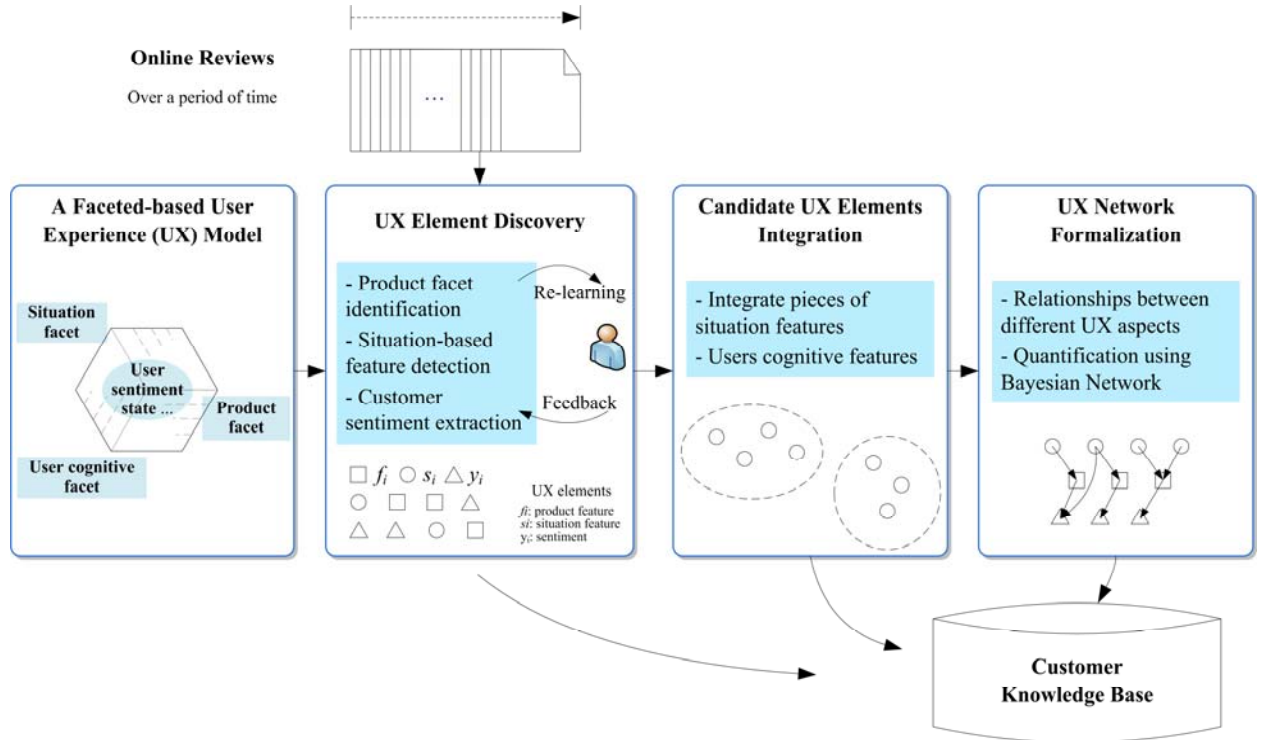 Online Reviews
Over a period of time
...
A Faceted-based User
Experience (UX) Model
Situation
facet
User
sentiment
state ...
Product
facet
User cognitive
facet
UX Element Discovery
- Product facet
identification
- Situation-based
feature detection
- Customer
sentiment extraction
Re-learning
Feedback
fi si yi
UX elements
fi: product feature
si: situation feature
yi: sentiment
Candidate UX Elements
Integration
- Integrate pieces of
situation features
- Users cognitive features
UX Network
Formalization
- Relationships between
different UX aspects
- Quantification using
Bayesian Network
Customer
Knowledge Base